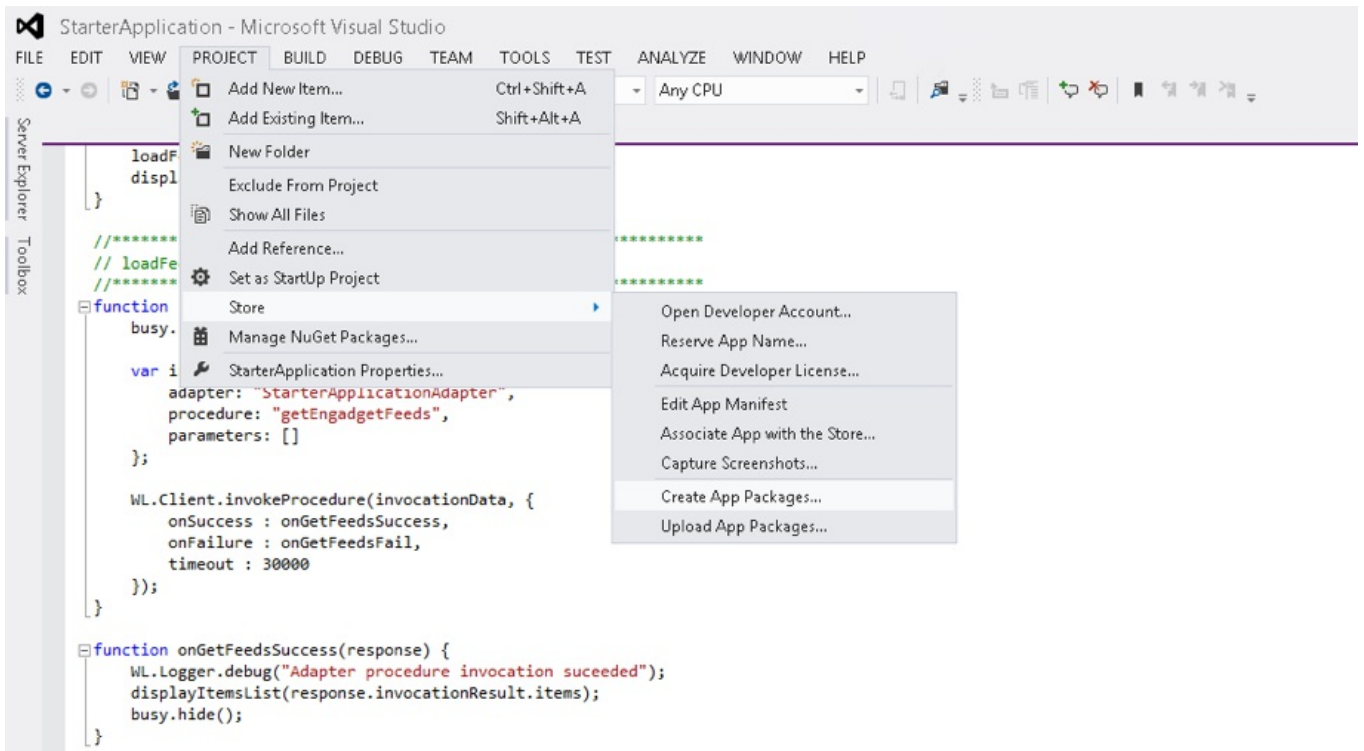 StarterApplication - Microsoft Visual Studio
FILE EDIT VIEW PROJECT BUILD DEBUG TEAM TOOLS TEST ANALYZE WINDOW HELP
Any CPU
Server Explorer
Toolbox
Add New Item... Ctrl+Shift+A
Add Existing Item... Shift+Alt+A
New Folder
Exclude From Project
Show All Files
Add Reference...
Set as StartUp Project
Store
Manage NuGet Packages...
StarterApplication Properties...
Open Developer Account...
Reserve App Name...
Acquire Developer License...
Edit App Manifest
Associate App with the Store...
Capture Screenshots...
Create App Packages...
Upload App Packages...
loadF
displ
}
//******* **********
// loadFe
//******* **********
function
busy.
var i
adapter: "StarterApplicationAdapter",
procedure: "getEngadgetFeeds",
parameters: []
};
WL.Client.invokeProcedure(invocationData, {
onSuccess : onGetFeedsSuccess,
onFailure : onGetFeedsFail,
timeout : 30000
});
}
function onGetFeedsSuccess(response) {
WL.Logger.debug("Adapter procedure invocation suceeded");
displayItemsList(response.invocationResult.items);
busy.hide();
}